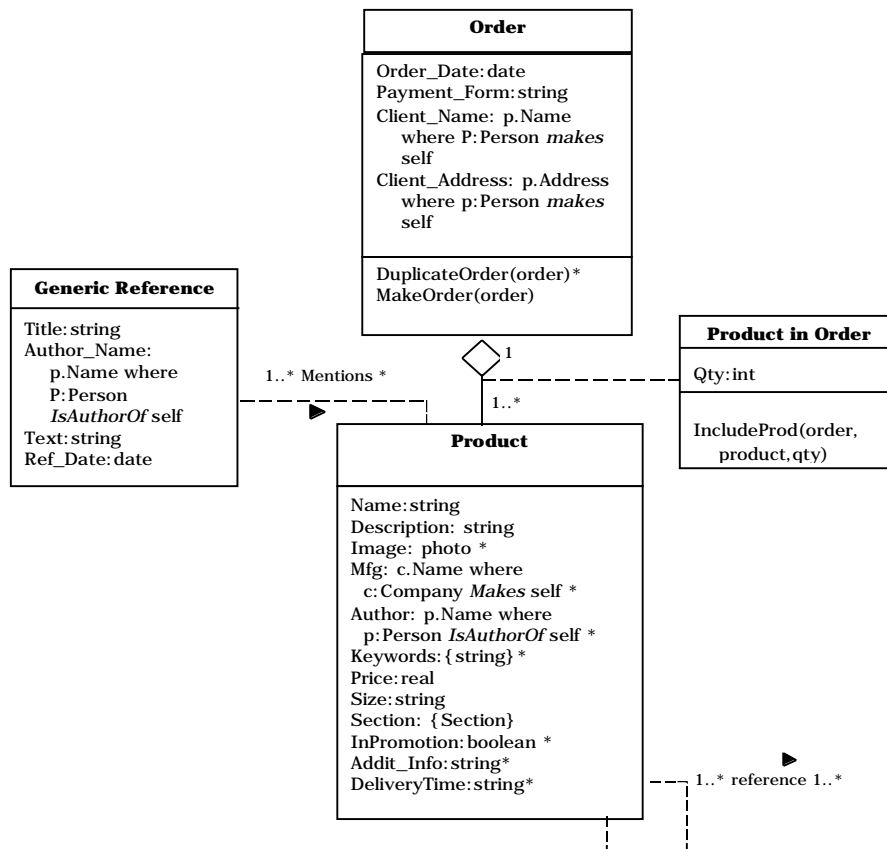 Order
Order_Date:date
Payment_Form:string
Client_Name: p.Name
where P:Person makes
self
Client_Address: p.Address
where p:Person makes
self
DuplicateOrder(order)*
MakeOrder(order)
Generic Reference
Title:string
Author_Name:
p.Name where
P:Person
IsAuthorOf self
Text:string
Ref_Date:date
1..* Mentions *
1
1..*
Product in Order
Qty:int
IncludeProd(order,
product,qty)
Product
Name:string
Description: string
Image: photo *
Mfg: c.Name where
c:Company Makes self *
Author: p.Name where
p:Person IsAuthorOf self *
Keywords:{string}*
Price:real
Size:string
Section: {Section}
InPromotion:boolean *
Addit_Info:string*
DeliveryTime:string*
1..* reference 1..*